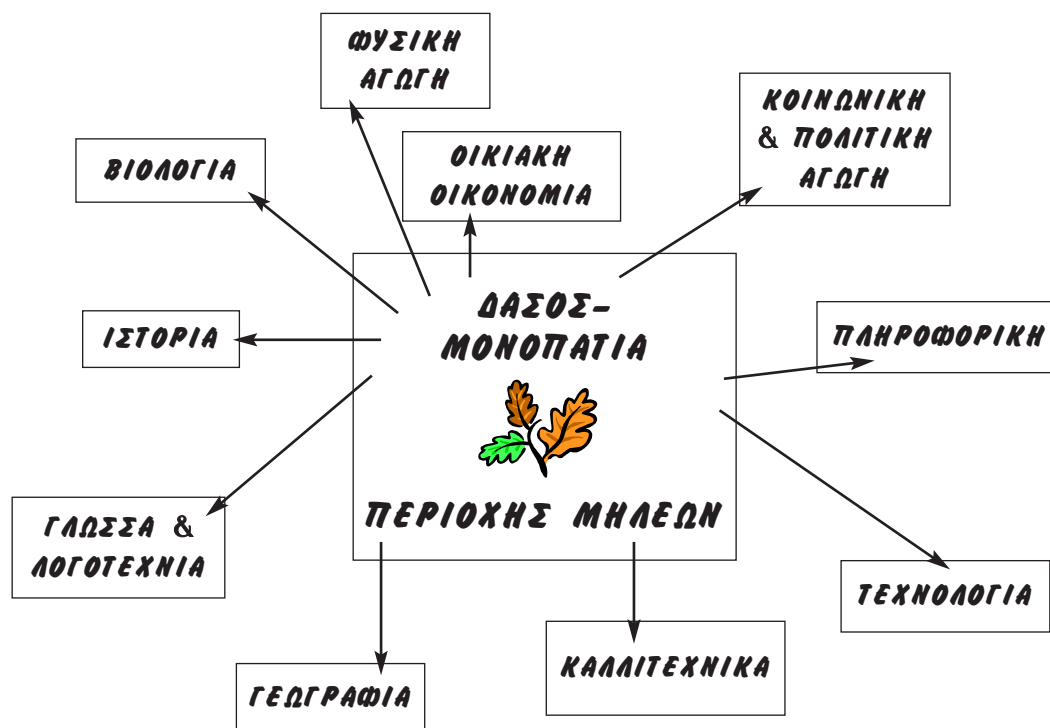 ΦΥΣΙΚΗ
ΑΓΩΓΗ
ΚΟΙΝΩΝΙΚΗ
& ΠΟΛΙΤΙΚΗ
ΑΓΩΓΗ
ΒΙΟΛΟΓΙΑ
ΟΙΚΙΑΚΗ
ΟΙΚΟΝΟΜΙΑ
ΙΣΤΟΡΙΑ
ΔΑΣΟΣ-
ΜΟΝΟΠΑΤΙΑ
ΠΕΡΙΟΧΗΣ ΜΗΛΕΩΝ
ΠΛΗΡΟΦΟΡΙΚΗ
ΓΛΩΣΣΑ &
ΛΟΓΟΤΕΧΝΙΑ
ΤΕΧΝΟΛΟΓΙΑ
ΓΕΩΓΡΑΦΙΑ
ΚΑΛΛΙΤΕΧΝΙΚΑ